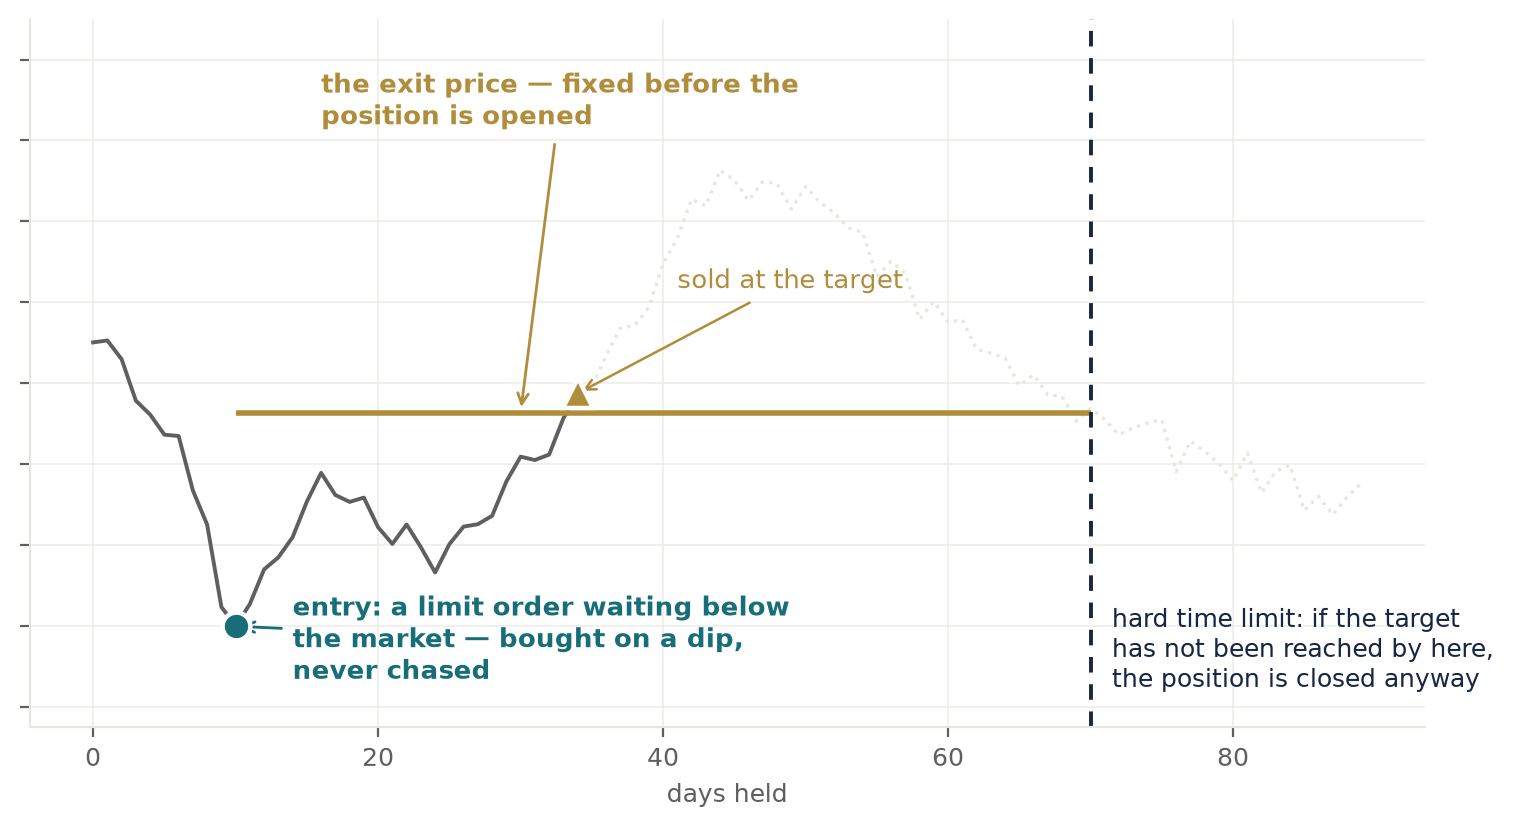 the exit price — fixed before the
position is opened
sold at the target
entry: a limit order waiting below
the market — bought on a dip,
never chased
hard time limit: if the target
has not been reached by here,
the position is closed anyway
0
20
40
60
80
days held